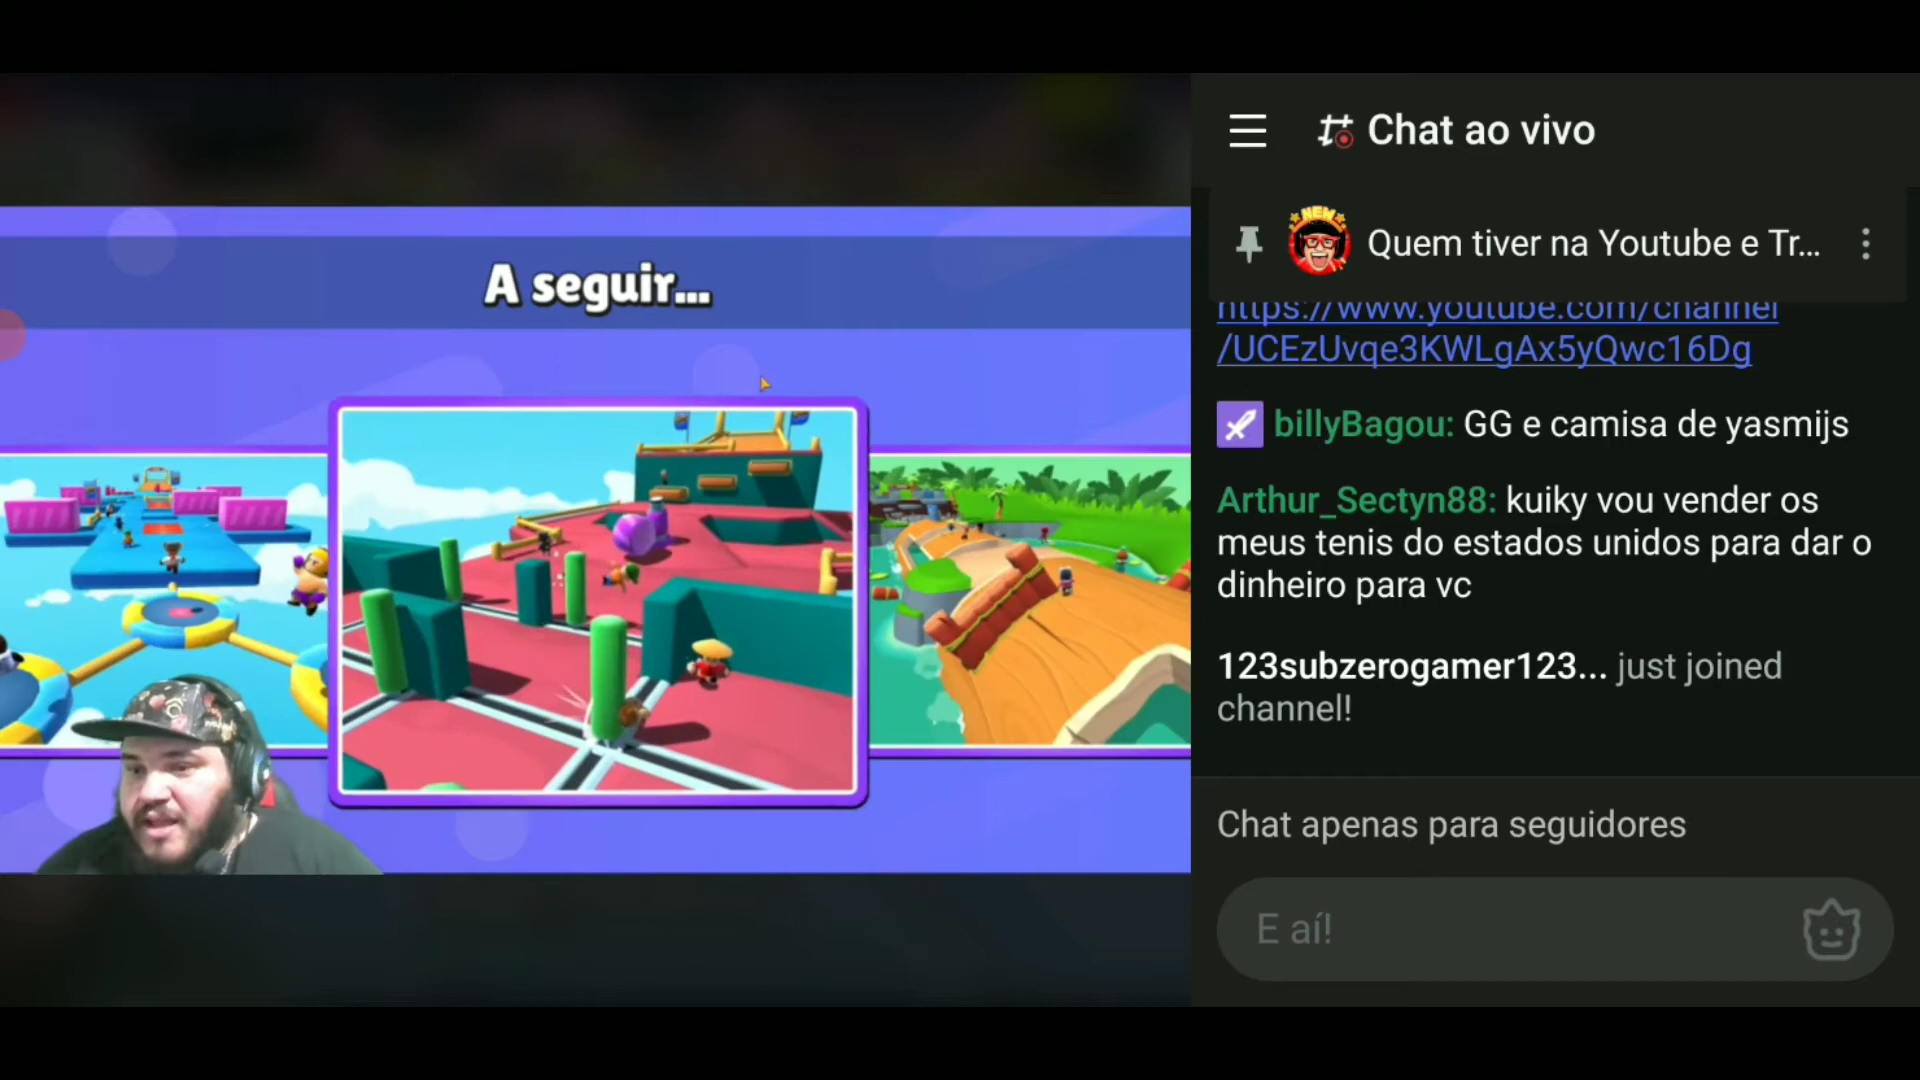 A seguir...
Chat ao vivo
NEW
Quem tiver na Youtube e Tr...
https://www.youtube.com/channel
/UCEzUvqe3KWLgAx5yQwc16Dg
billyBagou: GG e camisa de yasmijs
Arthur_Sectyn88: kuiky vou vender os
meus tenis do estados unidos para dar o
dinheiro para vc
123subzerogamer123... just joined
channel!
Chat apenas para seguidores
E aí!